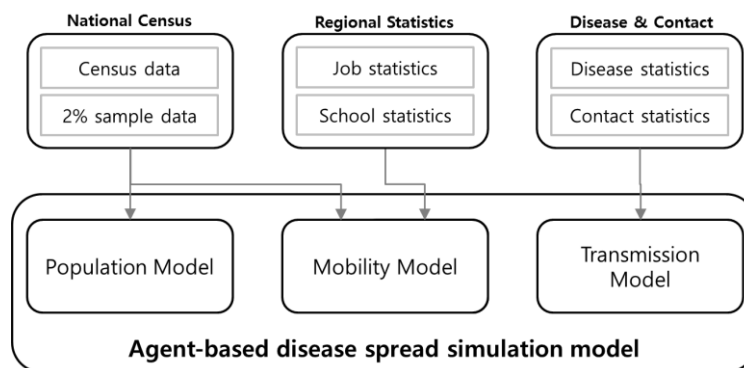 National Census
Regional Statistics
Disease & Contact
Census data
2% sample data
Job statistics
School statistics
Disease statistics
Contact statistics
Population Model
Mobility Model
Transmission
Model
Agent-based disease spread simulation model